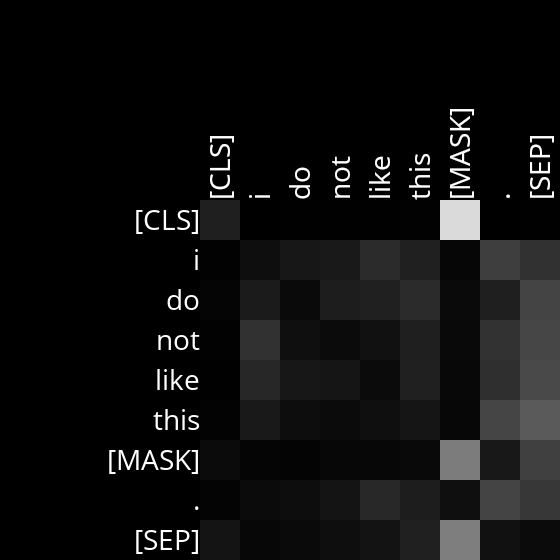 [CLS] i do not like this [MASK] . [SEP]
[CLS]
i
do
not
like
this
[MASK]
.
[SEP]